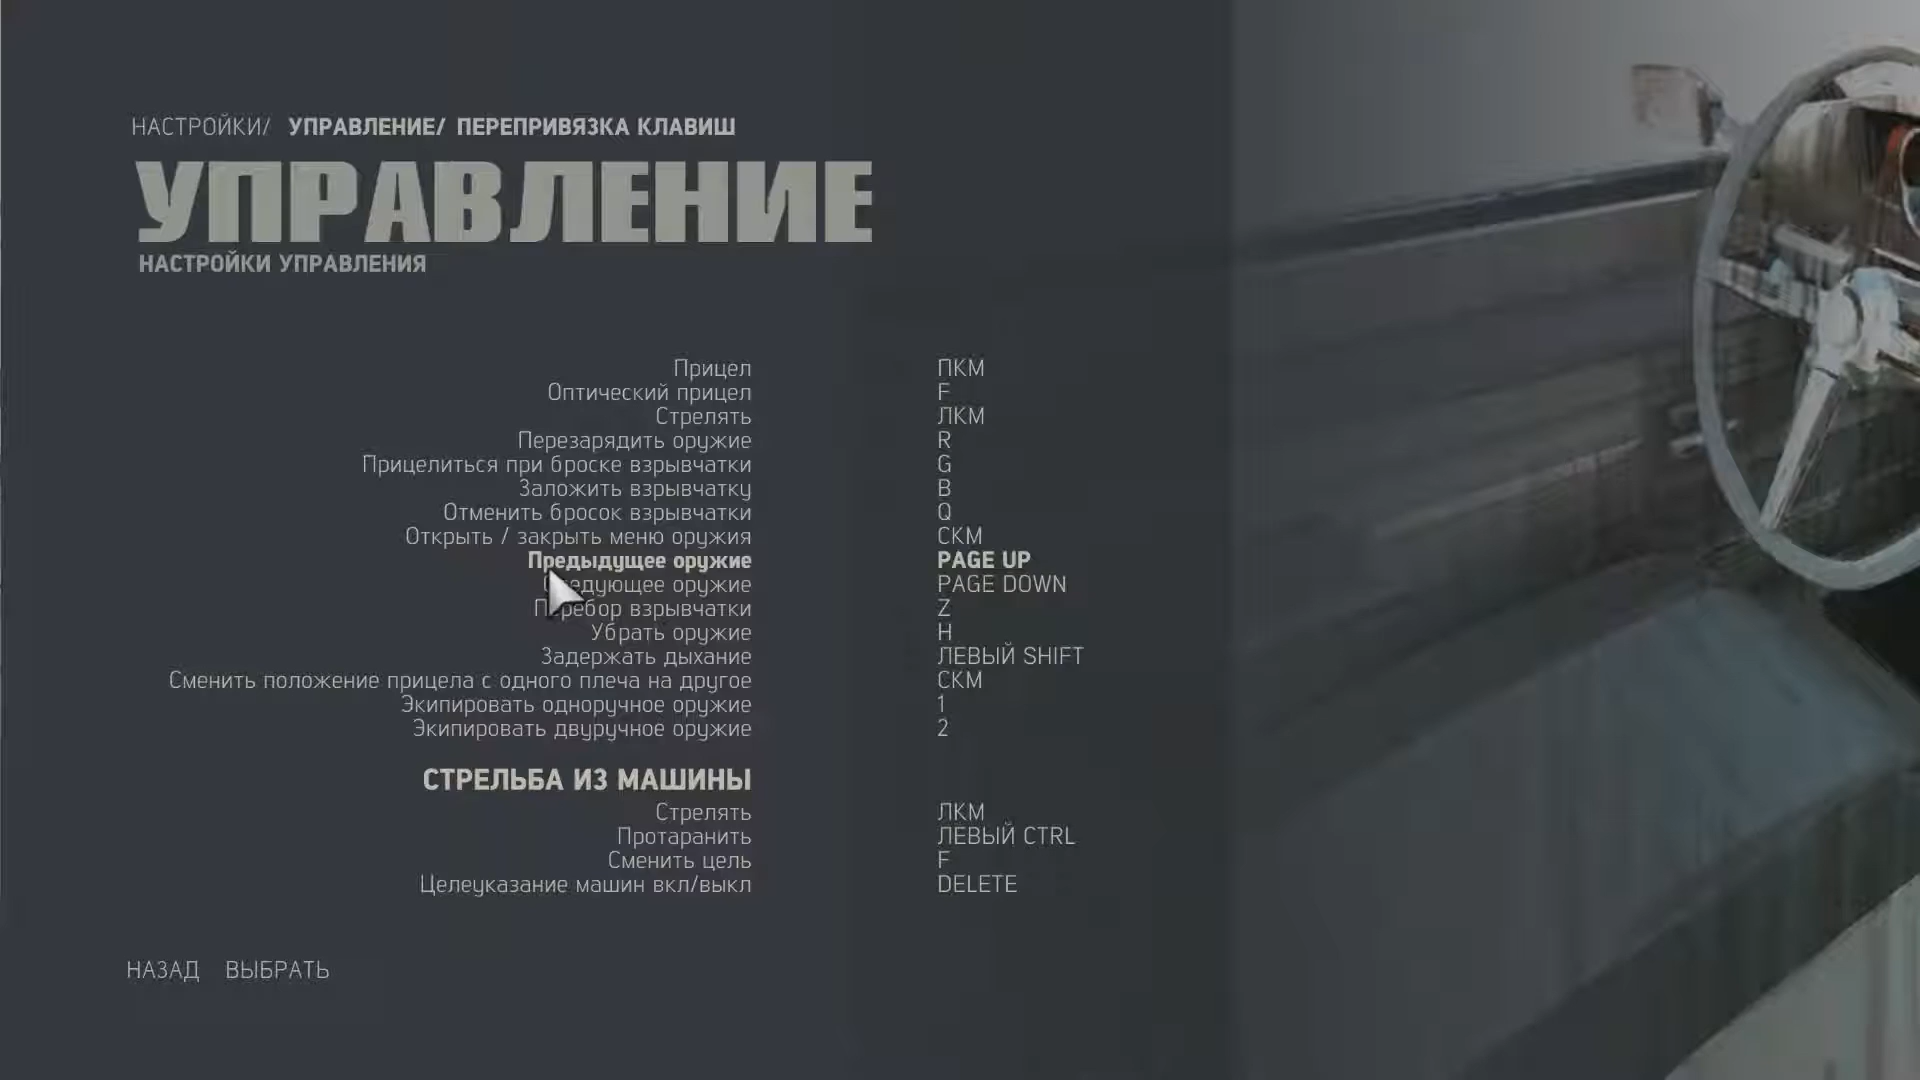 НАСТРОЙКИ/ УПРАВЛЕНИЕ/ ПЕРЕПРИВЯЗКА КЛАВИШ
УПРАВЛЕНИЕ
НАСТРОЙКИ УПРАВЛЕНИЯ
Прицел ПКМ
Оптический прицел F
Стрелять ЛКМ
Перезарядить оружие R
Прицелиться при броске взрывчатки G
Заложить взрывчатку B
Отменить бросок взрывчатки Q
Открыть / закрыть меню оружия СКМ
Предыдущее оружие PAGE UP
Следующее оружие PAGE DOWN
Перебор взрывчатки Z
Убрать оружие H
Задержать дыхание ЛЕВЫЙ SHIFT
Сменить положение прицела с одного плеча на другое СКМ
Экипировать одноручное оружие 1
Экипировать двуручное оружие 2
СТРЕЛЬБА ИЗ МАШИНЫ
Стрелять ЛКМ
Протаранить ЛЕВЫЙ CTRL
Сменить цель F
Целеуказание машин вкл/выкл DELETE
НАЗАД ВЫБРАТЬ